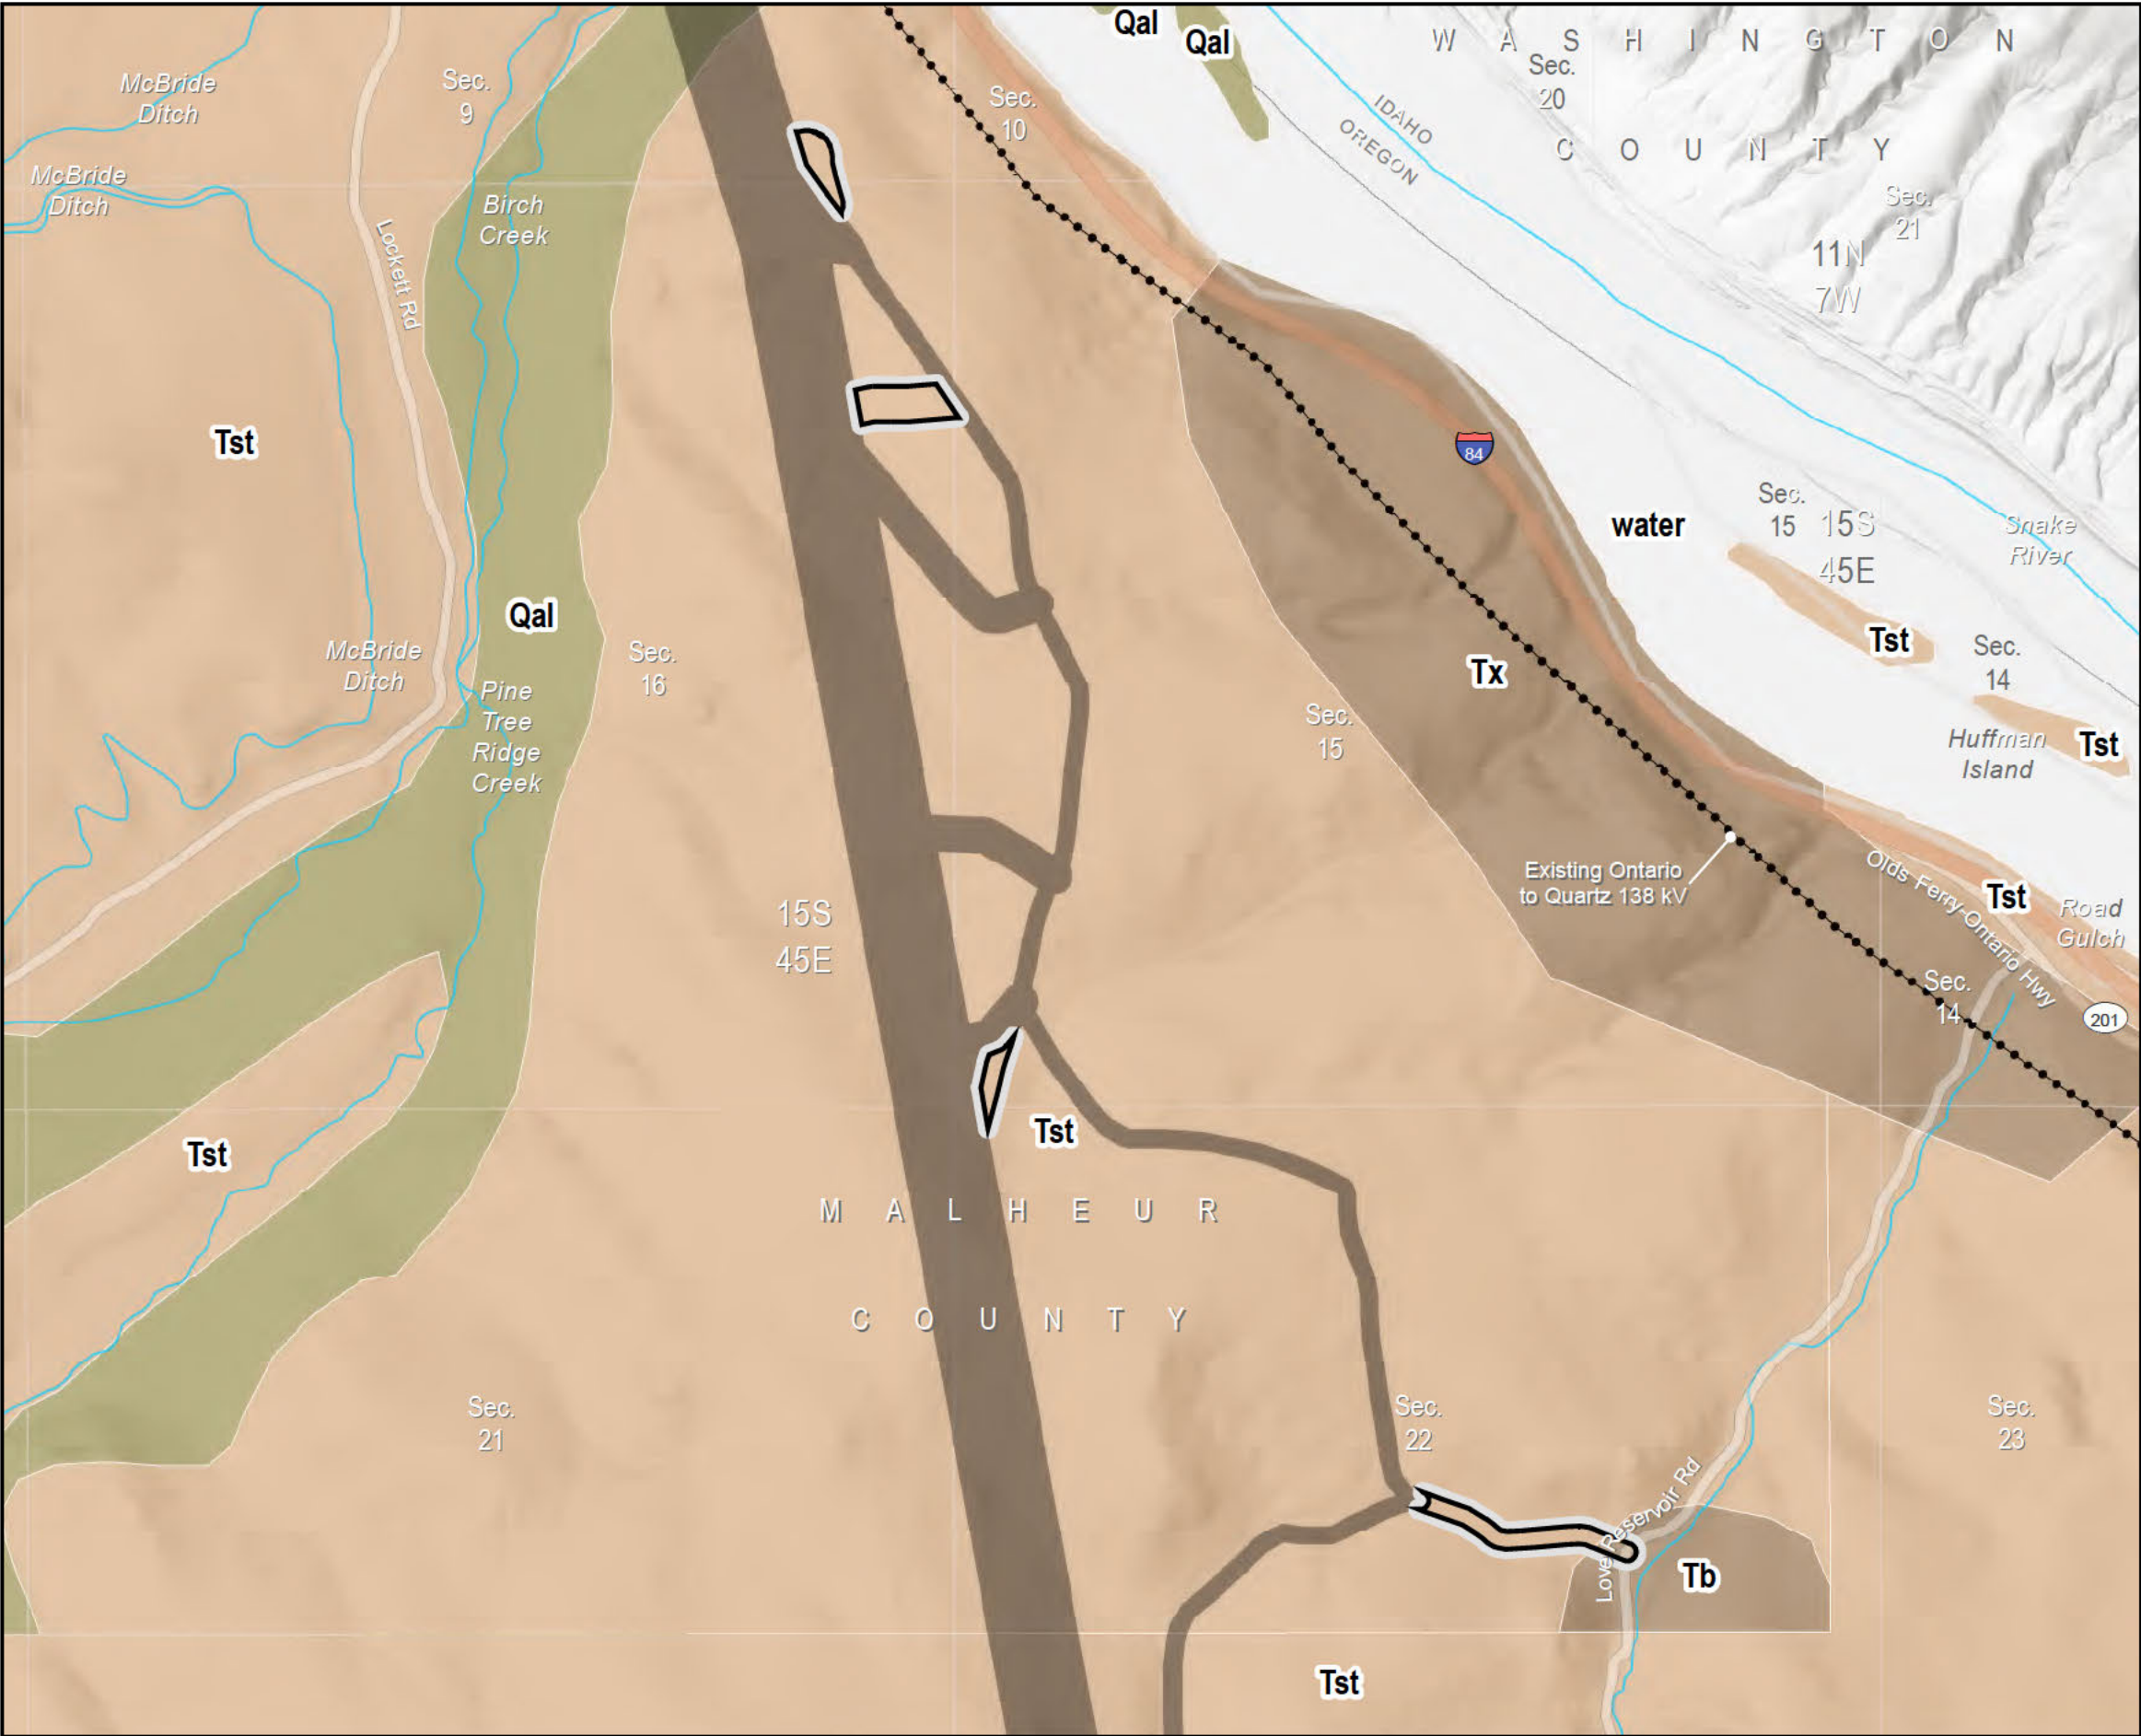 Qal
Qal
W A S H I N G T O N
Sec.
20
C O U N T Y
IDAHO
OREGON
McBride
Ditch
Sec.
9
Sec.
10
McBride
Ditch
Birch
Creek
Lockett Rd
Sec.
21
11N
7W
Tst
84
water
Sec.
15
15S
45E
Snake
River
Qal
McBride
Ditch
Sec.
16
Pine
Tree
Ridge
Creek
Tx
Tst
Sec.
14
Sec.
15
Huffman
Island
Tst
Existing Ontario
to Quartz 138 kV
Olds Ferry-Ontario Hwy
Tst
Road
Gulch
15S
45E
Sec.
14
201
Tst
Tst
M A L H E U R
C O U N T Y
Sec.
21
Sec.
22
Sec.
23
Love Reservoir Rd
Tb
Tst